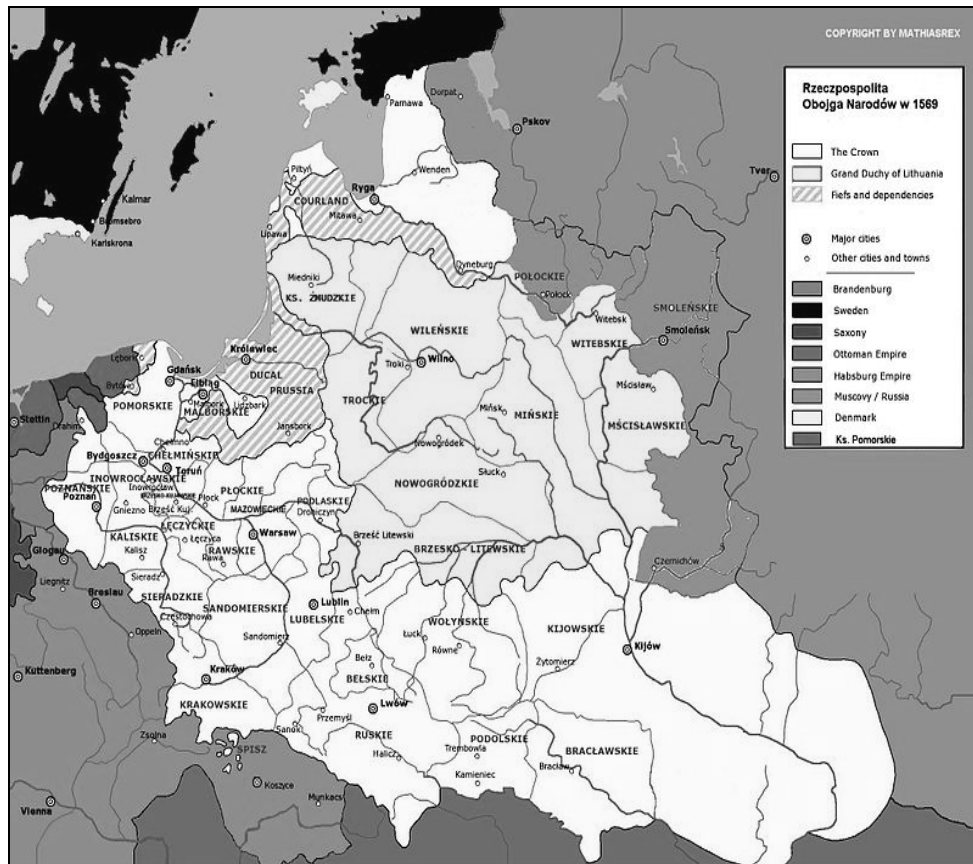 COPYRIGHT BY MATHIASREX
Rzeczpospolita
Obojga Narodów w 1569
The Crown
Grand Duchy of Lithuania
Fiefs and dependencies
Major cities
Other cities and towns
Brandenburg
Sweden
Saxony
Ottoman Empire
Habsburg Empire
Muscovy / Russia
Denmark
Ks. Pomorskie
Parnawa
Dorpat
Pskov
Tver
Piltyń
Wenden
Ryga
COURLAND
Mitawa
Kalmar
Karlskrona
Lipawa
Dyneburg
Miedniki
KS. ŻMUDZKIE
POŁOCKIE
Połock
SMOLEŃSKIE
Witebsk
WITEBSKIE
Smoleńsk
WILEŃSKIE
Troki
Wilno
Królewiec
DUCAL
PRUSSIA
Lębork
Gdańsk
Bytów
Elbląg
Malbork
MALBORSKIE
Lidzbark
POMORSKIE
TROCKIE
Mińsk
MIŃSKIE
Mścisław
MŚCISŁAWSKIE
Stettin
Drahim
Jansbork
Chełmno
CHEŁMIŃSKIE
Nowogródek
Słuck
NOWOGRÓDZKIE
Bydgoszcz
Toruń
INOWROCŁAWSKIE
Inowrocław
POZNAŃSKIE
Poznań
Gniezno
Brześć Kuj.
Płock
PŁOCKIE
MAZOWIECKIE
PODLASKIE
Drohiczyn
KALISKIE
Kalisz
ŁĘCZYCKIE
Łęczyca
RAWSKIE
Rawa
Warsaw
Brześć Litewski
BRZESKO-LITEWSKIE
Czernichów
Glogau
Liegnitz
Breslau
Oppeln
Sieradz
SIERADZKIE
Częstochowa
SANDOMIERSKIE
Sandomierz
Lublin
LUBELSKIE
Chełm
WOŁYŃSKIE
Łuck
Równe
KIJOWSKIE
Żytomierz
Kijów
Bełz
BEŁSKIE
Kuttenberg
Kraków
KRAKOWSKIE
Przemyśl
Sanok
Lwów
RUSKIE
Halicz
Trembowla
PODOLSKIE
Kamieniec
BRACŁAWSKIE
Bracław
Zsolna
SPISZ
Koszyce
Munkacs
Vienna